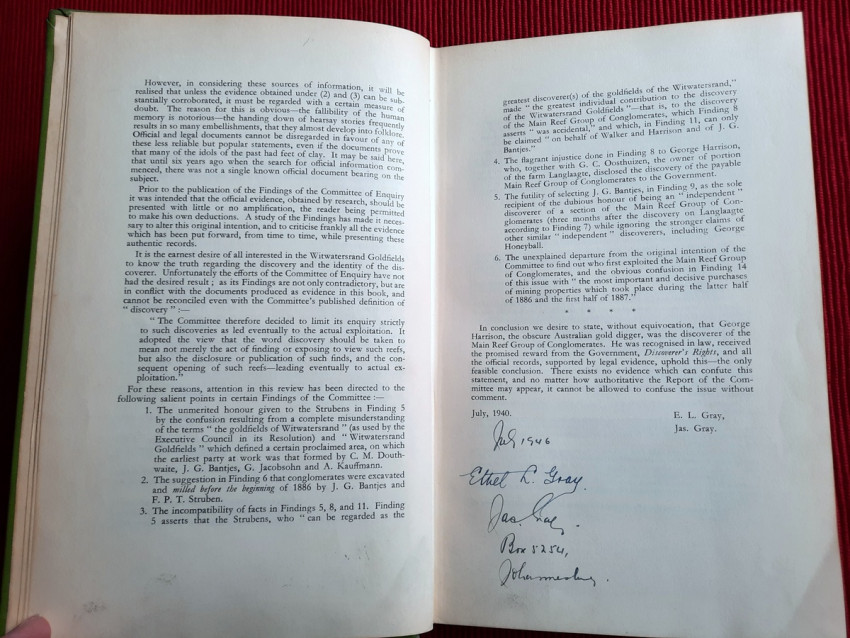 However, in considering these sources of information, it will be
realised that unless the evidence obtained under (2) and (3) can be sub-
stantially corroborated, it must be regarded with a certain measure of
doubt. The reason for this is obvious—the fallibility of the human
memory is notorious—the handing down of hearsay stories frequently
results in so many embellishments, that they almost develop into folklore.
Official and legal documents cannot be disregarded in favour of any of
these less reliable but popular statements, even if the documents prove
that many of the idols of the past had feet of clay. It may be said here,
that until six years ago when the search for official information com-
menced, there was not a single known official document bearing on the
subject.
Prior to the publication of the Findings of the Committee of Enquiry
it was intended that the official evidence, obtained by research, should be
presented with little or no amplification, the reader being permitted
to make his own deductions. A study of the Findings has made it neces-
sary to alter this original intention, and to criticise frankly all the evidence
which has been put forward, from time to time, while presenting these
authentic records.
It is the earnest desire of all interested in the Witwatersrand Goldfields
to know the truth regarding the discovery and the identity of the dis-
coverer. Unfortunately the efforts of the Committee of Enquiry have not
had the desired result ; as its Findings are not only contradictory, but are
in conflict with the documents produced as evidence in this book, and
cannot be reconciled even with the Committee's published definition of
" discovery " :—
" The Committee therefore decided to limit its enquiry strictly
to such discoveries as led eventually to the actual exploitation. It
adopted the view that the word discovery should be taken to
mean not merely the act of finding or exposing to view such reefs,
but also the disclosure or publication of such finds, and the con-
sequent opening of such reefs—leading eventually to actual ex-
ploitation."
For these reasons, attention in this review has been directed to the
following salient points in certain Findings of the Committee :—
1. The unmerited honour given to the Strubens in Finding 5
by the confusion resulting from a complete misunderstanding
of the terms " the goldfields of Witwatersrand " (as used by the
Executive Council in its Resolution) and " Witwatersrand
Goldfields " which defined a certain proclaimed area, on which
the earliest party at work was that formed by C. M. Douth-
waite, J. G. Bantjes, G. Jacobsohn and A. Kauffmann.
2. The suggestion in Finding 6 that conglomerates were excavated
and milled before the beginning of 1886 by J. G. Bantjes and
F. P. T. Struben.
3. The incompatibility of facts in Findings 5, 8, and 11. Finding
5 asserts that the Strubens, who " can be regarded as the
greatest discoverer(s) of the goldfields of the Witwatersrand,"
made " the greatest individual contribution to the discovery
of the Witwatersrand Goldfields "—that is, to the discovery
of the Main Reef Group of Conglomerates, which Finding 8
asserts " was accidental," and which, in Finding 11, can only
be claimed " on behalf of Walker and Harrison and of J. G.
Bantjes."
4. The flagrant injustice done in Finding 8 to George Harrison,
who, together with G. C. Oosthuizen, the owner of portion
of the farm Langlaagte, disclosed the discovery of the payable
Main Reef Group of Conglomerates to the Government.
5. The futility of selecting J. G. Bantjes, in Finding 9, as the sole
recipient of the dubious honour of being an " independent "
discoverer of a section of the Main Reef Group of Con-
glomerates (three months after the discovery on Langlaagte
according to Finding 7) while ignoring the stronger claims of
other similar " independent " discoverers, including George
Honeyball.
6. The unexplained departure from the original intention of the
Committee to find out who first exploited the Main Reef Group
of Conglomerates, and the obvious confusion in Finding 14
of this issue with " the most important and decisive purchases
of mining properties which took place during the latter half
of 1886 and the first half of 1887."
* * * *
In conclusion we desire to state, without equivocation, that George
Harrison, the obscure Australian gold digger, was the discoverer of the
Main Reef Group of Conglomerates. He was recognised in law, received
the promised reward from the Government, Discoverer's Rights, and all
the official records, supported by legal evidence, uphold this—the only
feasible conclusion. There exists no evidence which can confute this
statement, and no matter how authoritative the Report of the Com-
mittee may appear, it cannot be allowed to confuse the issue without
comment.
July, 1940.
E. L. Gray,
Jas. Gray.
July 1946
Ethel L. Gray.
Jas. Gray.
Box 5254,
Johannesburg.